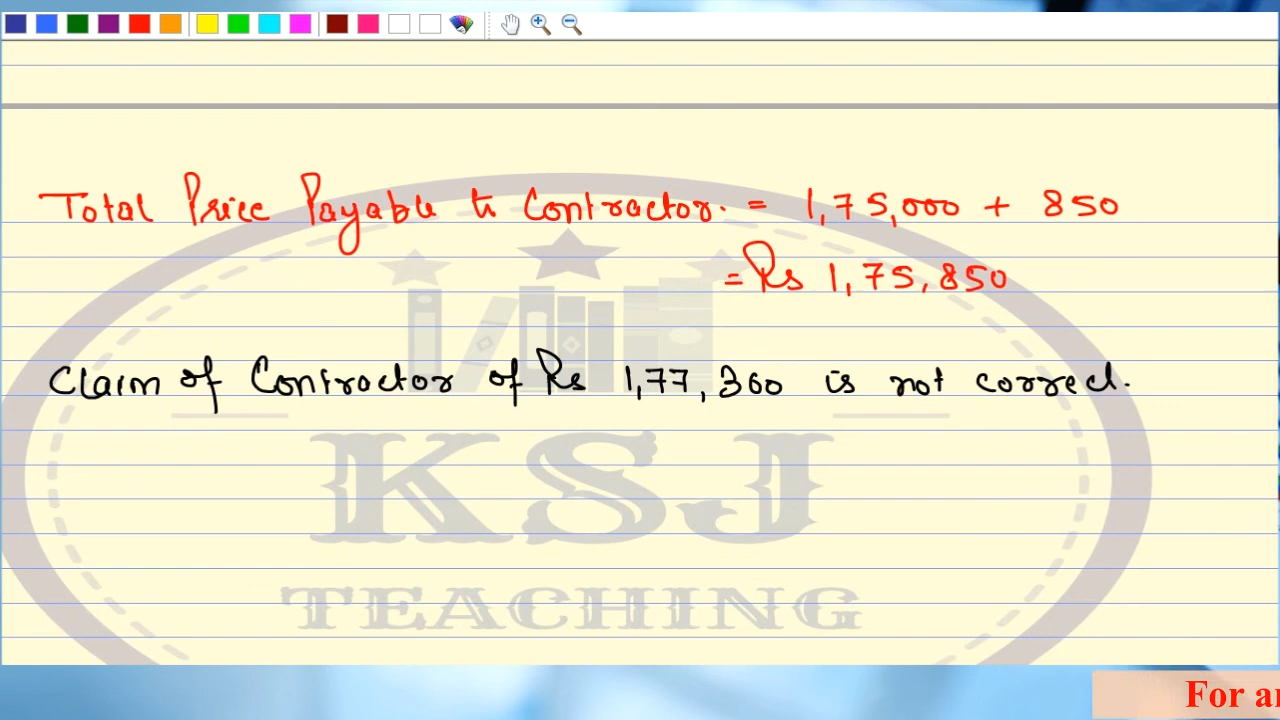 Total Price Payable to Contractor. = 1,75,000 + 850
= Rs 1,75,850
Claim of Contractor of Rs 1,77,360 is not correct.
KSJ
TEACHING
For